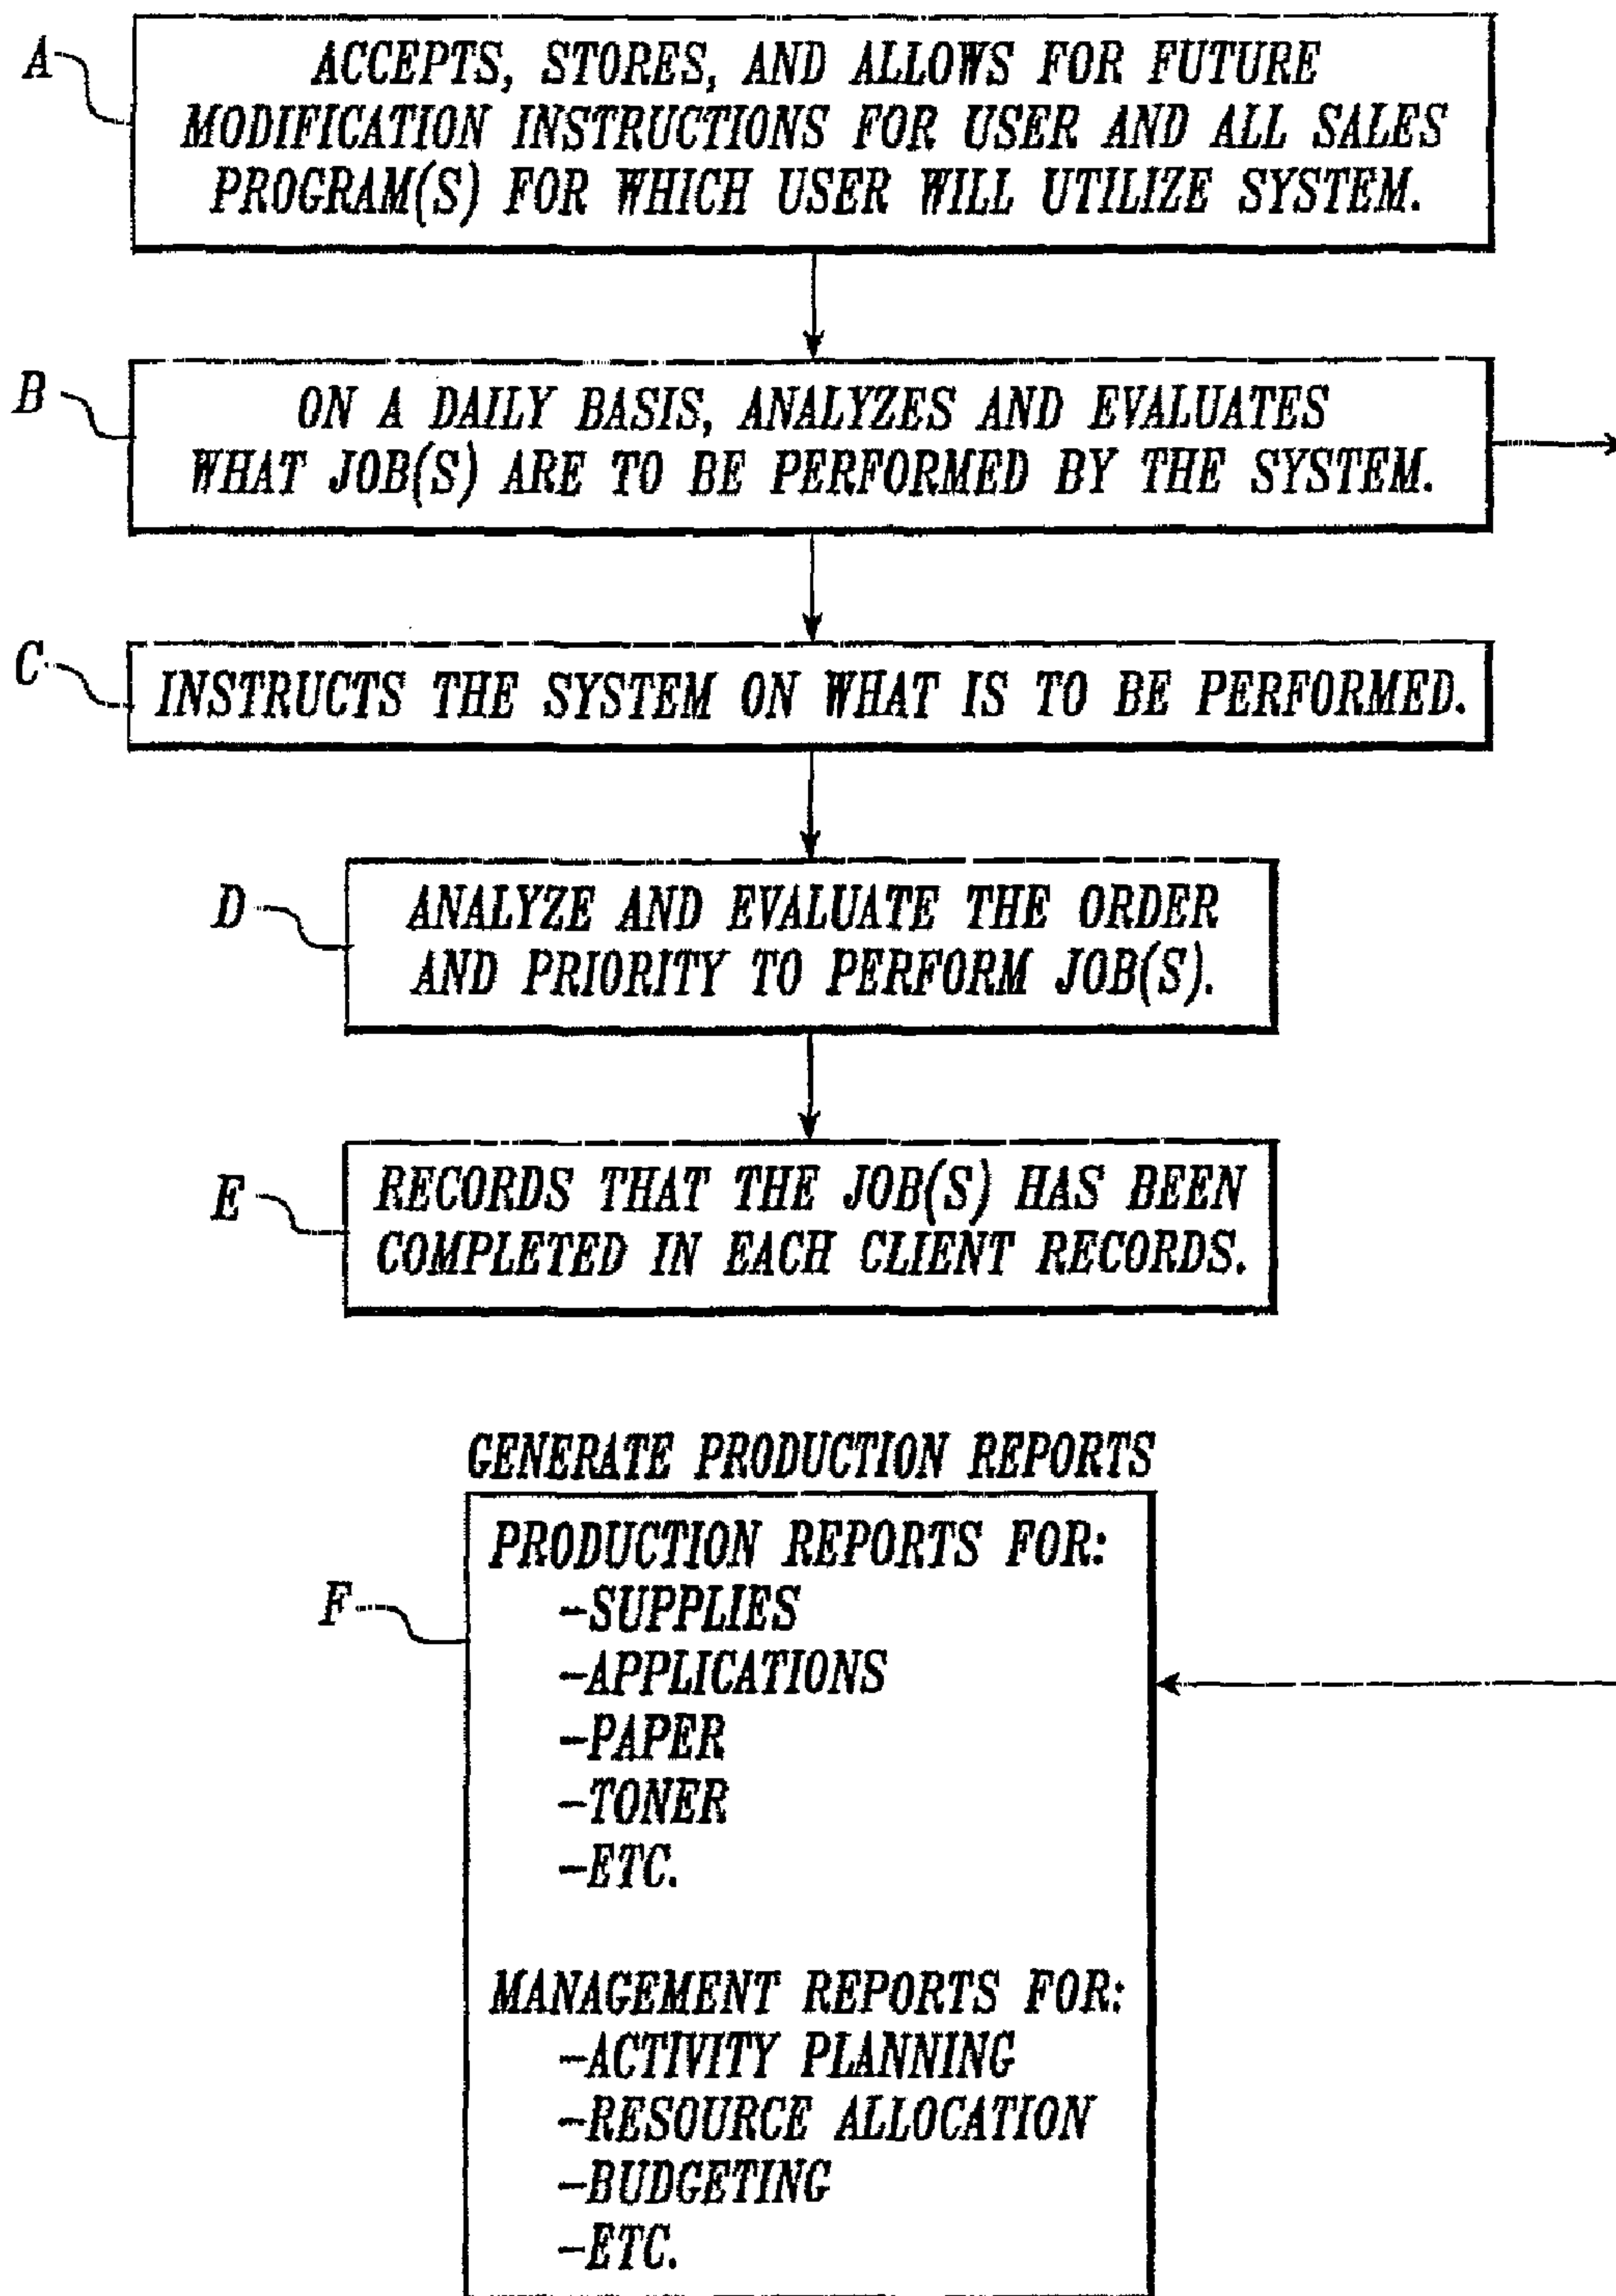 A
ACCEPTS, STORES, AND ALLOWS FOR FUTURE
MODIFICATION INSTRUCTIONS FOR USER AND ALL SALES
PROGRAM(S) FOR WHICH USER WILL UTILIZE SYSTEM.
B
ON A DAILY BASIS, ANALYZES AND EVALUATES
WHAT JOB(S) ARE TO BE PERFORMED BY THE SYSTEM.
C
INSTRUCTS THE SYSTEM ON WHAT IS TO BE PERFORMED.
D
ANALYZE AND EVALUATE THE ORDER
AND PRIORITY TO PERFORM JOB(S).
E
RECORDS THAT THE JOB(S) HAS BEEN
COMPLETED IN EACH CLIENT RECORDS.
GENERATE PRODUCTION REPORTS
F
PRODUCTION REPORTS FOR:
-SUPPLIES
-APPLICATIONS
-PAPER
-TONER
-ETC.
MANAGEMENT REPORTS FOR:
-ACTIVITY PLANNING
-RESOURCE ALLOCATION
-BUDGETING
-ETC.